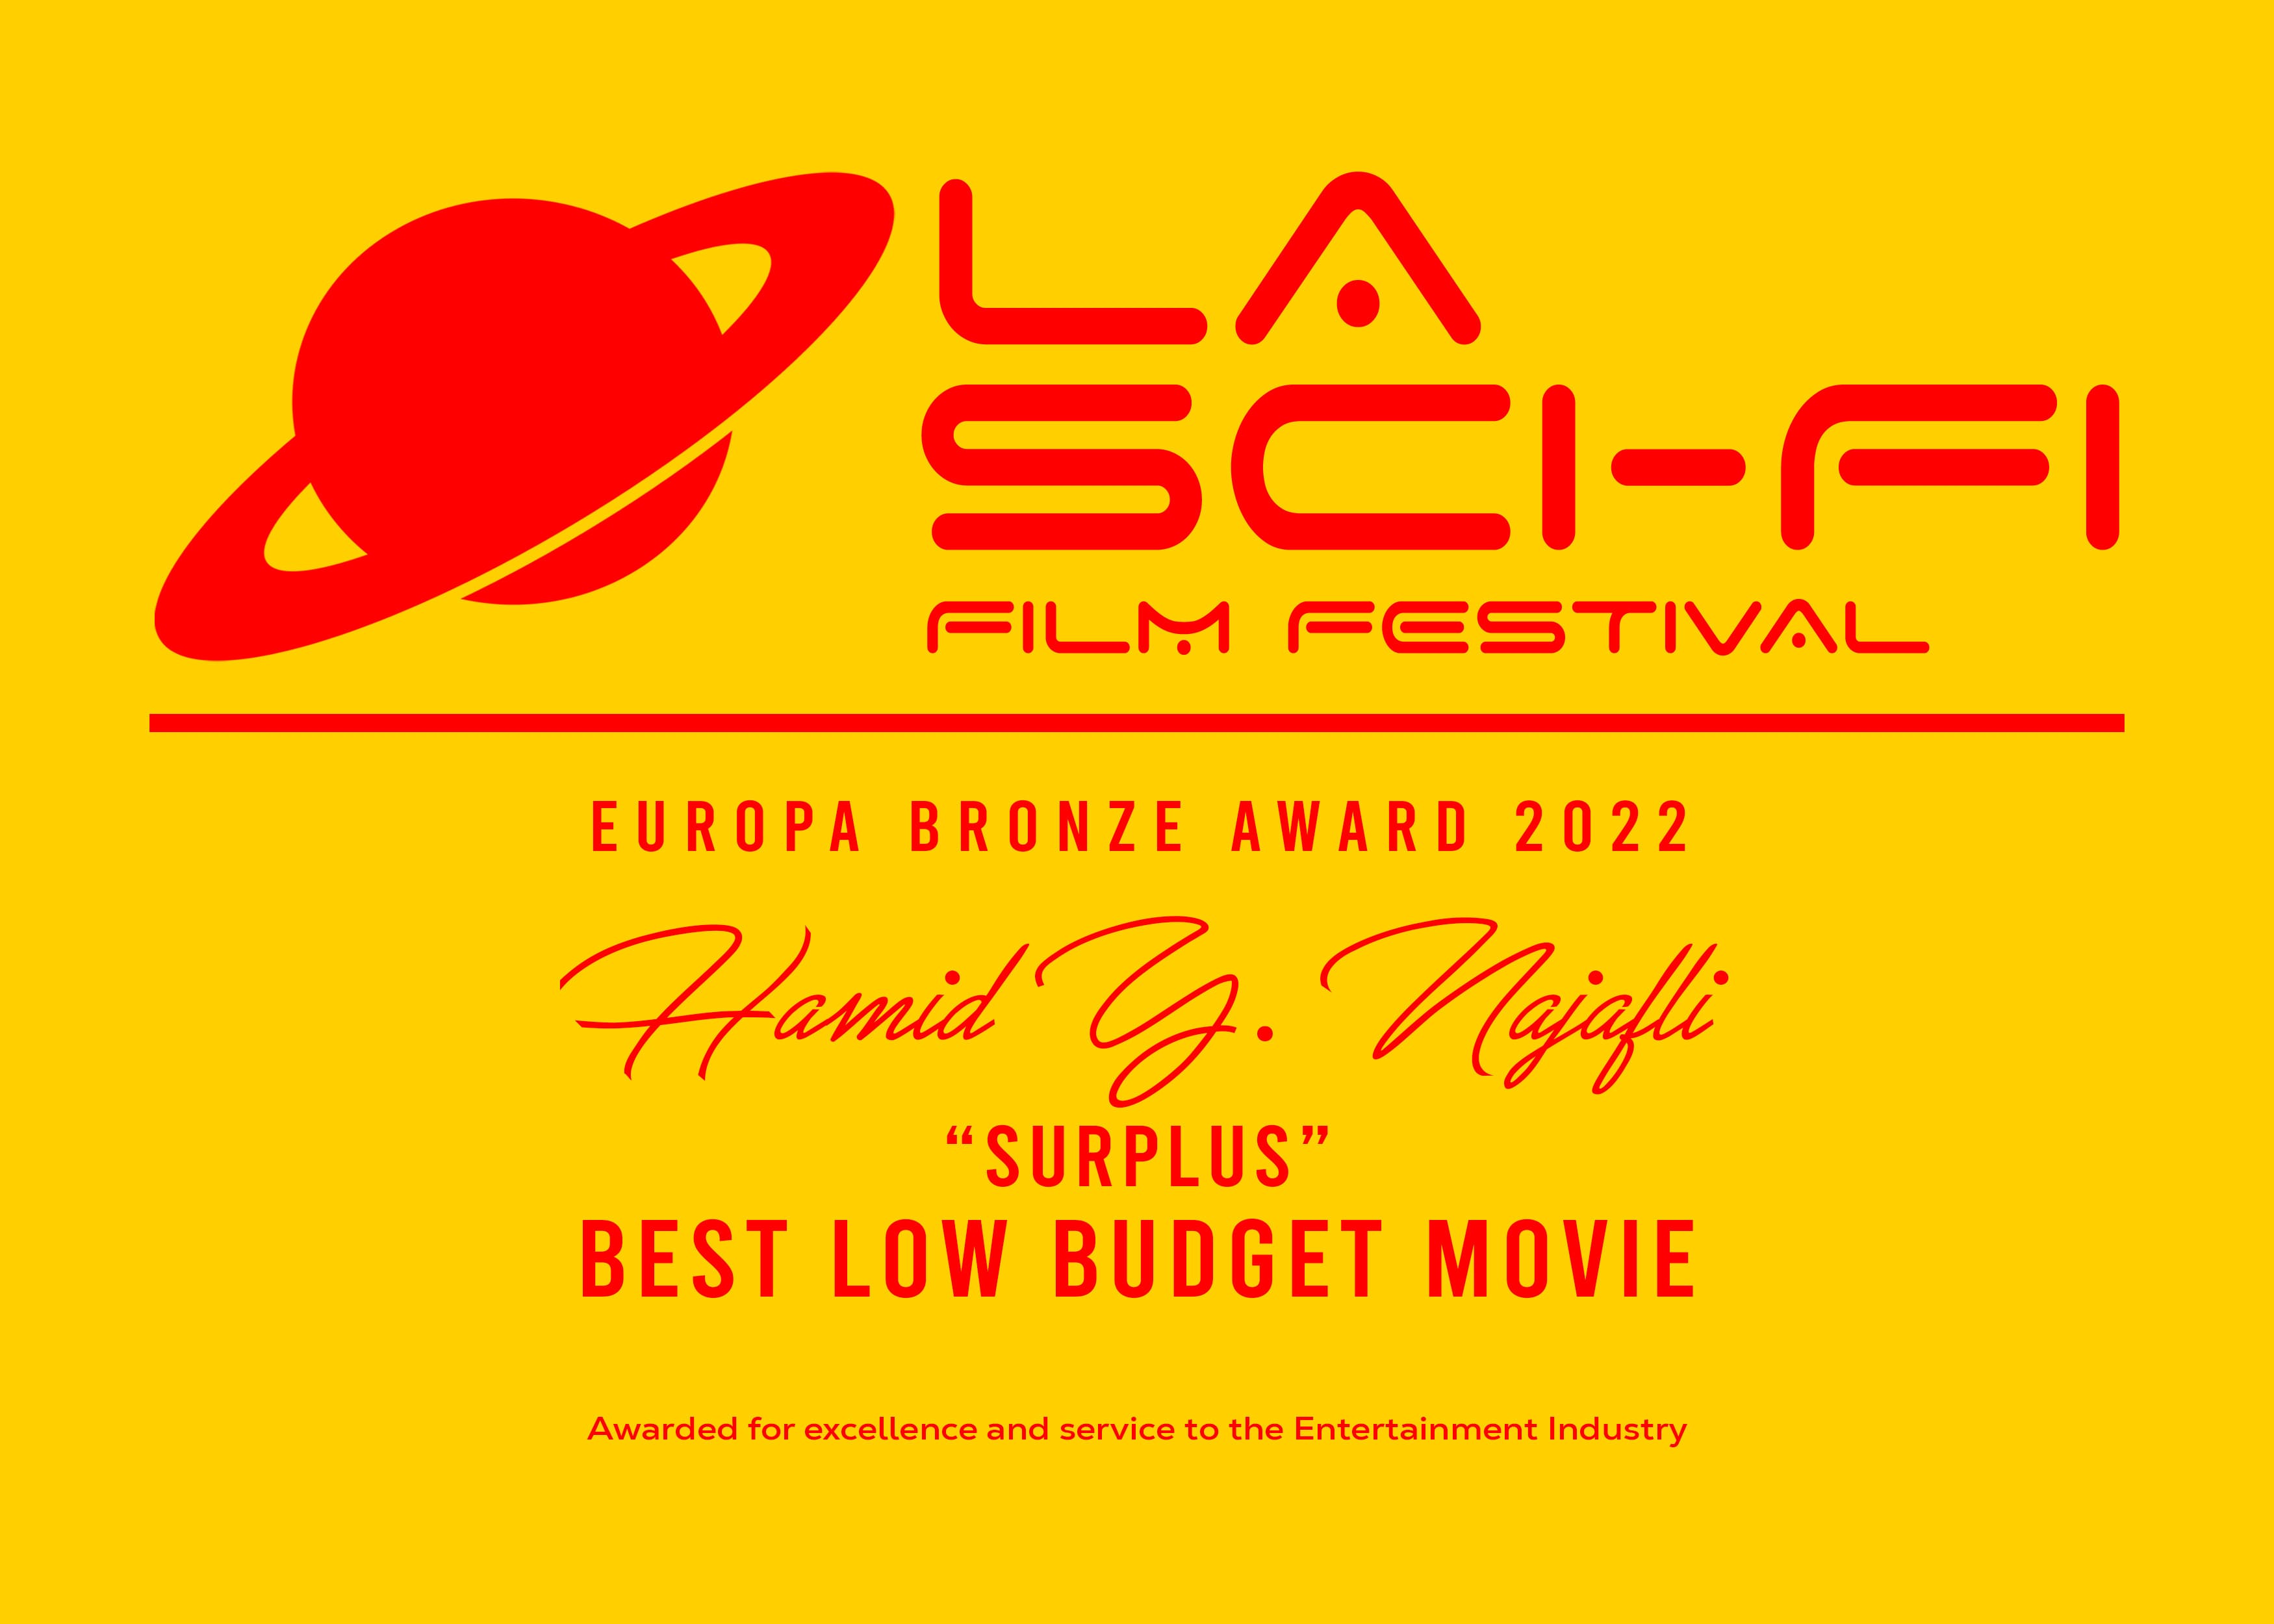 LA
SCI-FI
FILM FESTIVAL
EUROPA BRONZE AWARD 2022
Hamid Y. Najafli
“SURPLUS”
BEST LOW BUDGET MOVIE
Awarded for excellence and service to the Entertainment Industry